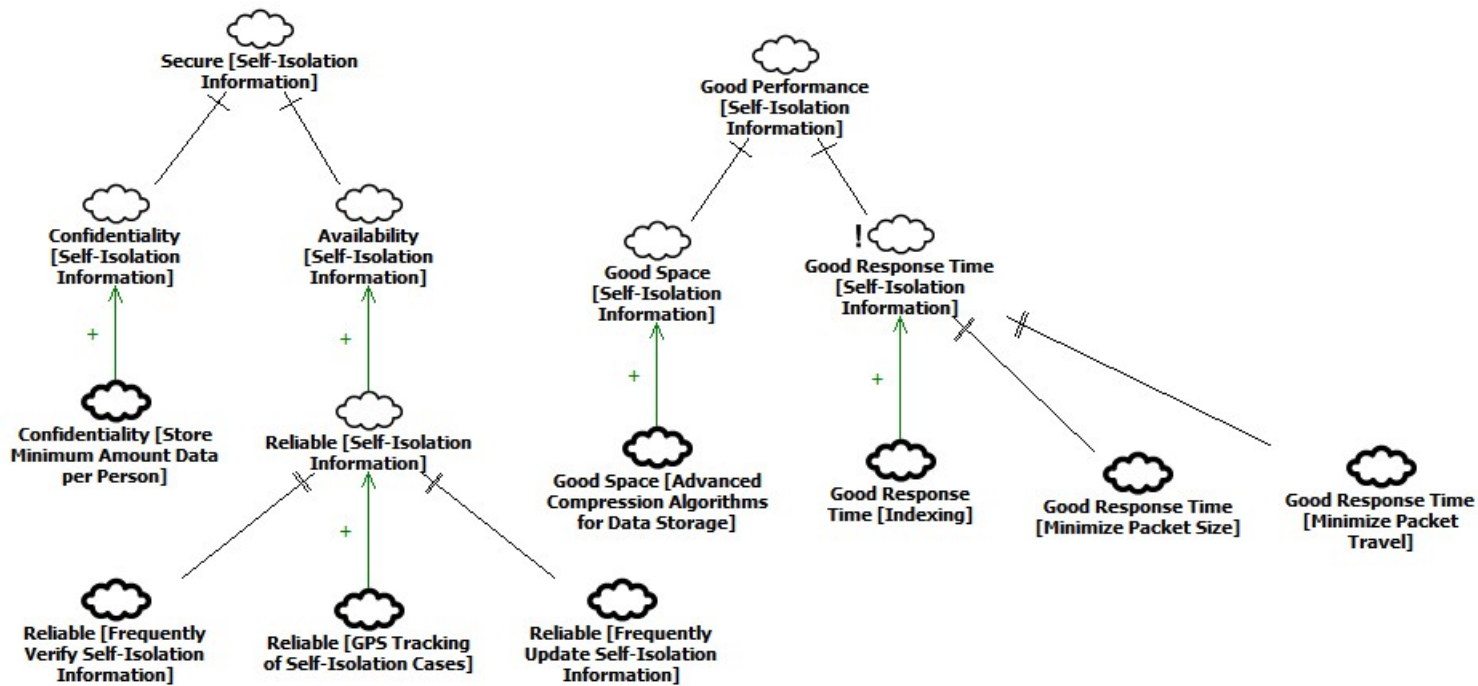 Secure [Self-Isolation
Information]
Good Performance
[Self-Isolation
Information]
Confidentiality
[Self-Isolation
Information]
Availability
[Self-Isolation
Information]
Good Space
[Self-Isolation
Information]
!
Good Response Time
[Self-Isolation
Information]
+
+
+
+
Confidentiality [Store
Minimum Amount Data
per Person]
Reliable [Self-Isolation
Information]
Good Space [Advanced
Compression Algorithms
for Data Storage]
Good Response
Time [Indexing]
Good Response Time
[Minimize Packet Size]
Good Response Time
[Minimize Packet
Travel]
+
Reliable [Frequently
Verify Self-Isolation
Information]
Reliable [GPS Tracking
of Self-Isolation Cases]
Reliable [Frequently
Update Self-Isolation
Information]